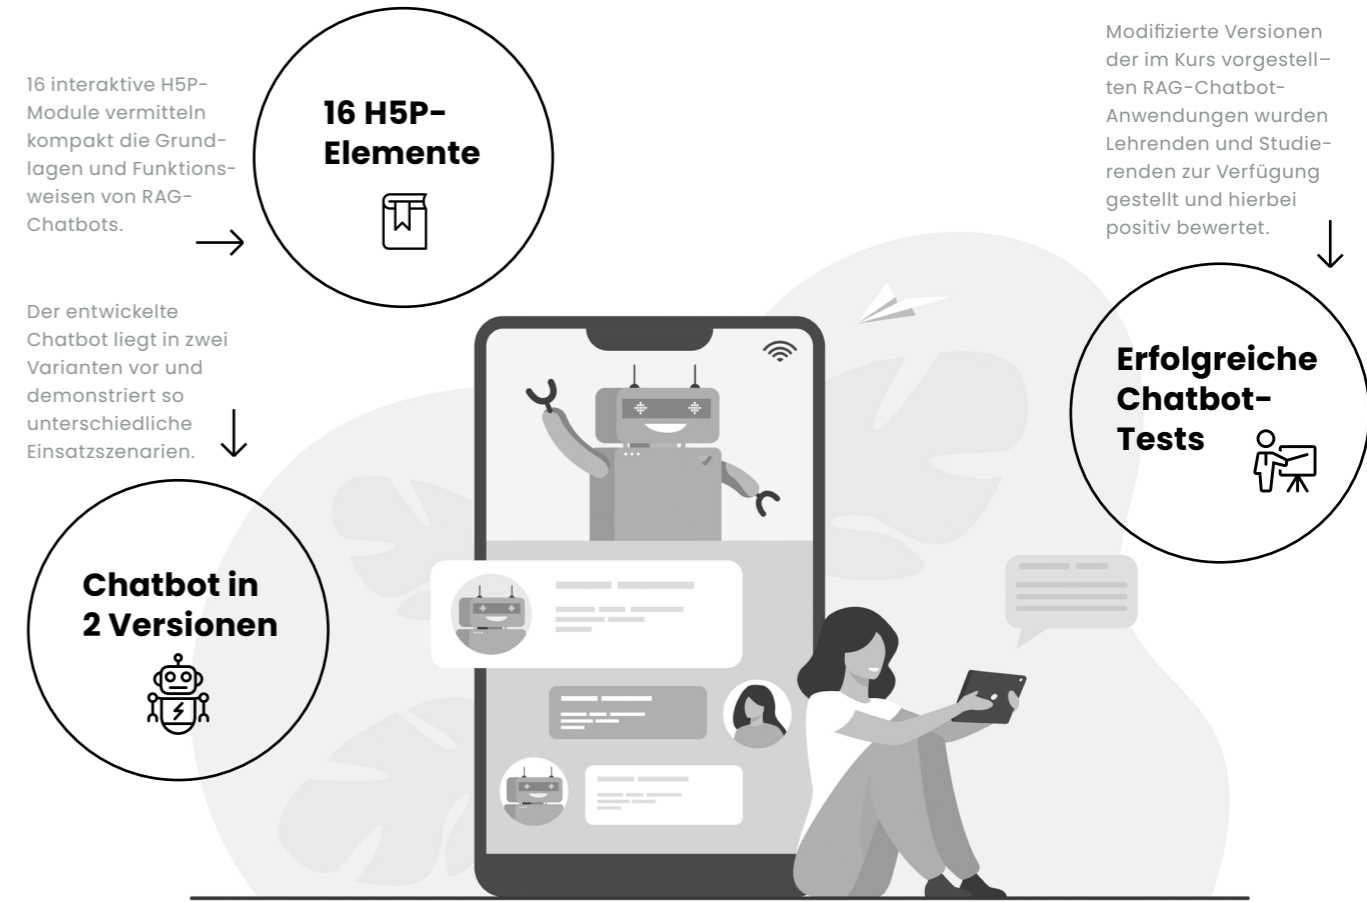 16 interaktive H5P-
Module vermitteln
kompakt die Grund-
lagen und Funktions-
weisen von RAG-
Chatbots.
16 H5P-
Elemente
Der entwickelte
Chatbot liegt in zwei
Varianten vor und
demonstriert so
unterschiedliche
Einsatzszenarien.
Chatbot in
2 Versionen
Modifizierte Versionen
der im Kurs vorgestell-
ten RAG-Chatbot-
Anwendungen wurden
Lehrenden und Studie-
renden zur Verfügung
gestellt und hierbei
positiv bewertet.
Erfolgreiche
Chatbot-
Tests